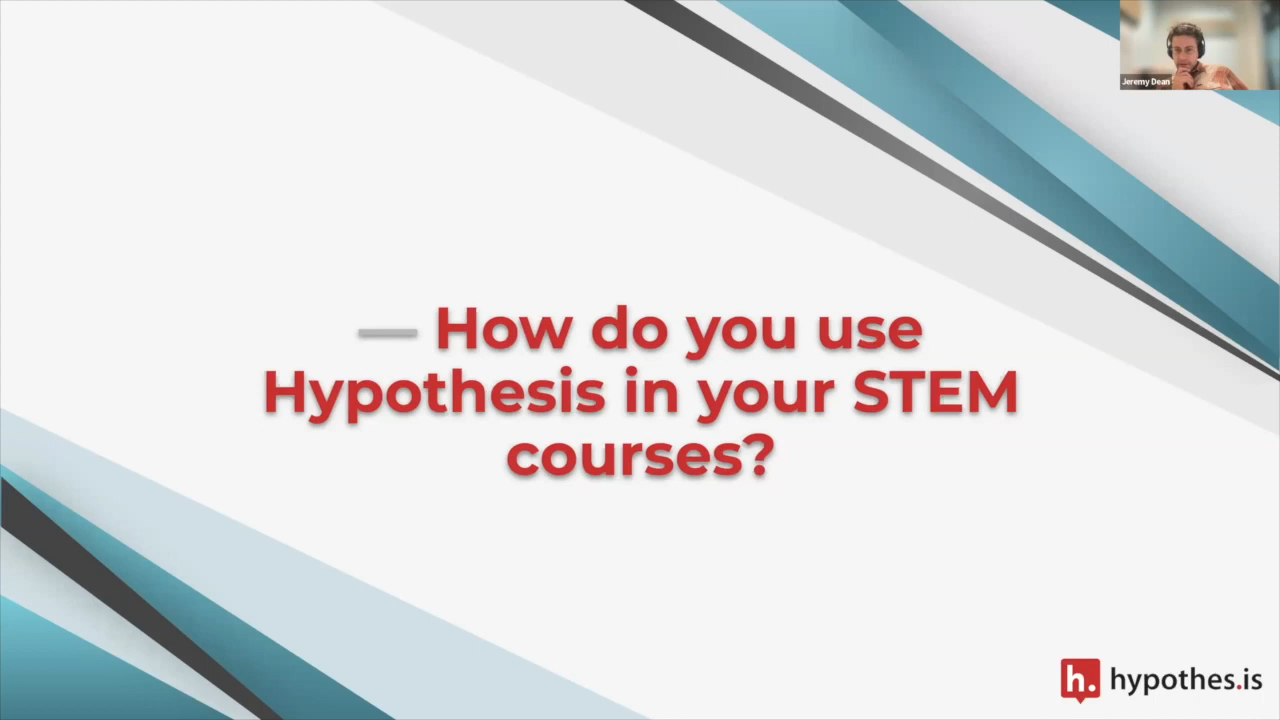 Jeremy Dean
— How do you use
Hypothesis in your STEM
courses?
h. hypothes.is